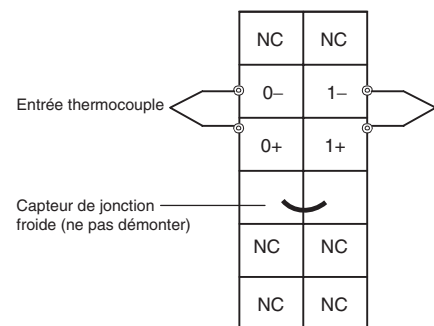 NC NC
0– 1–
Entrée thermocouple
0+ 1+
Capteur de jonction
froide (ne pas démonter)
NC NC
NC NC